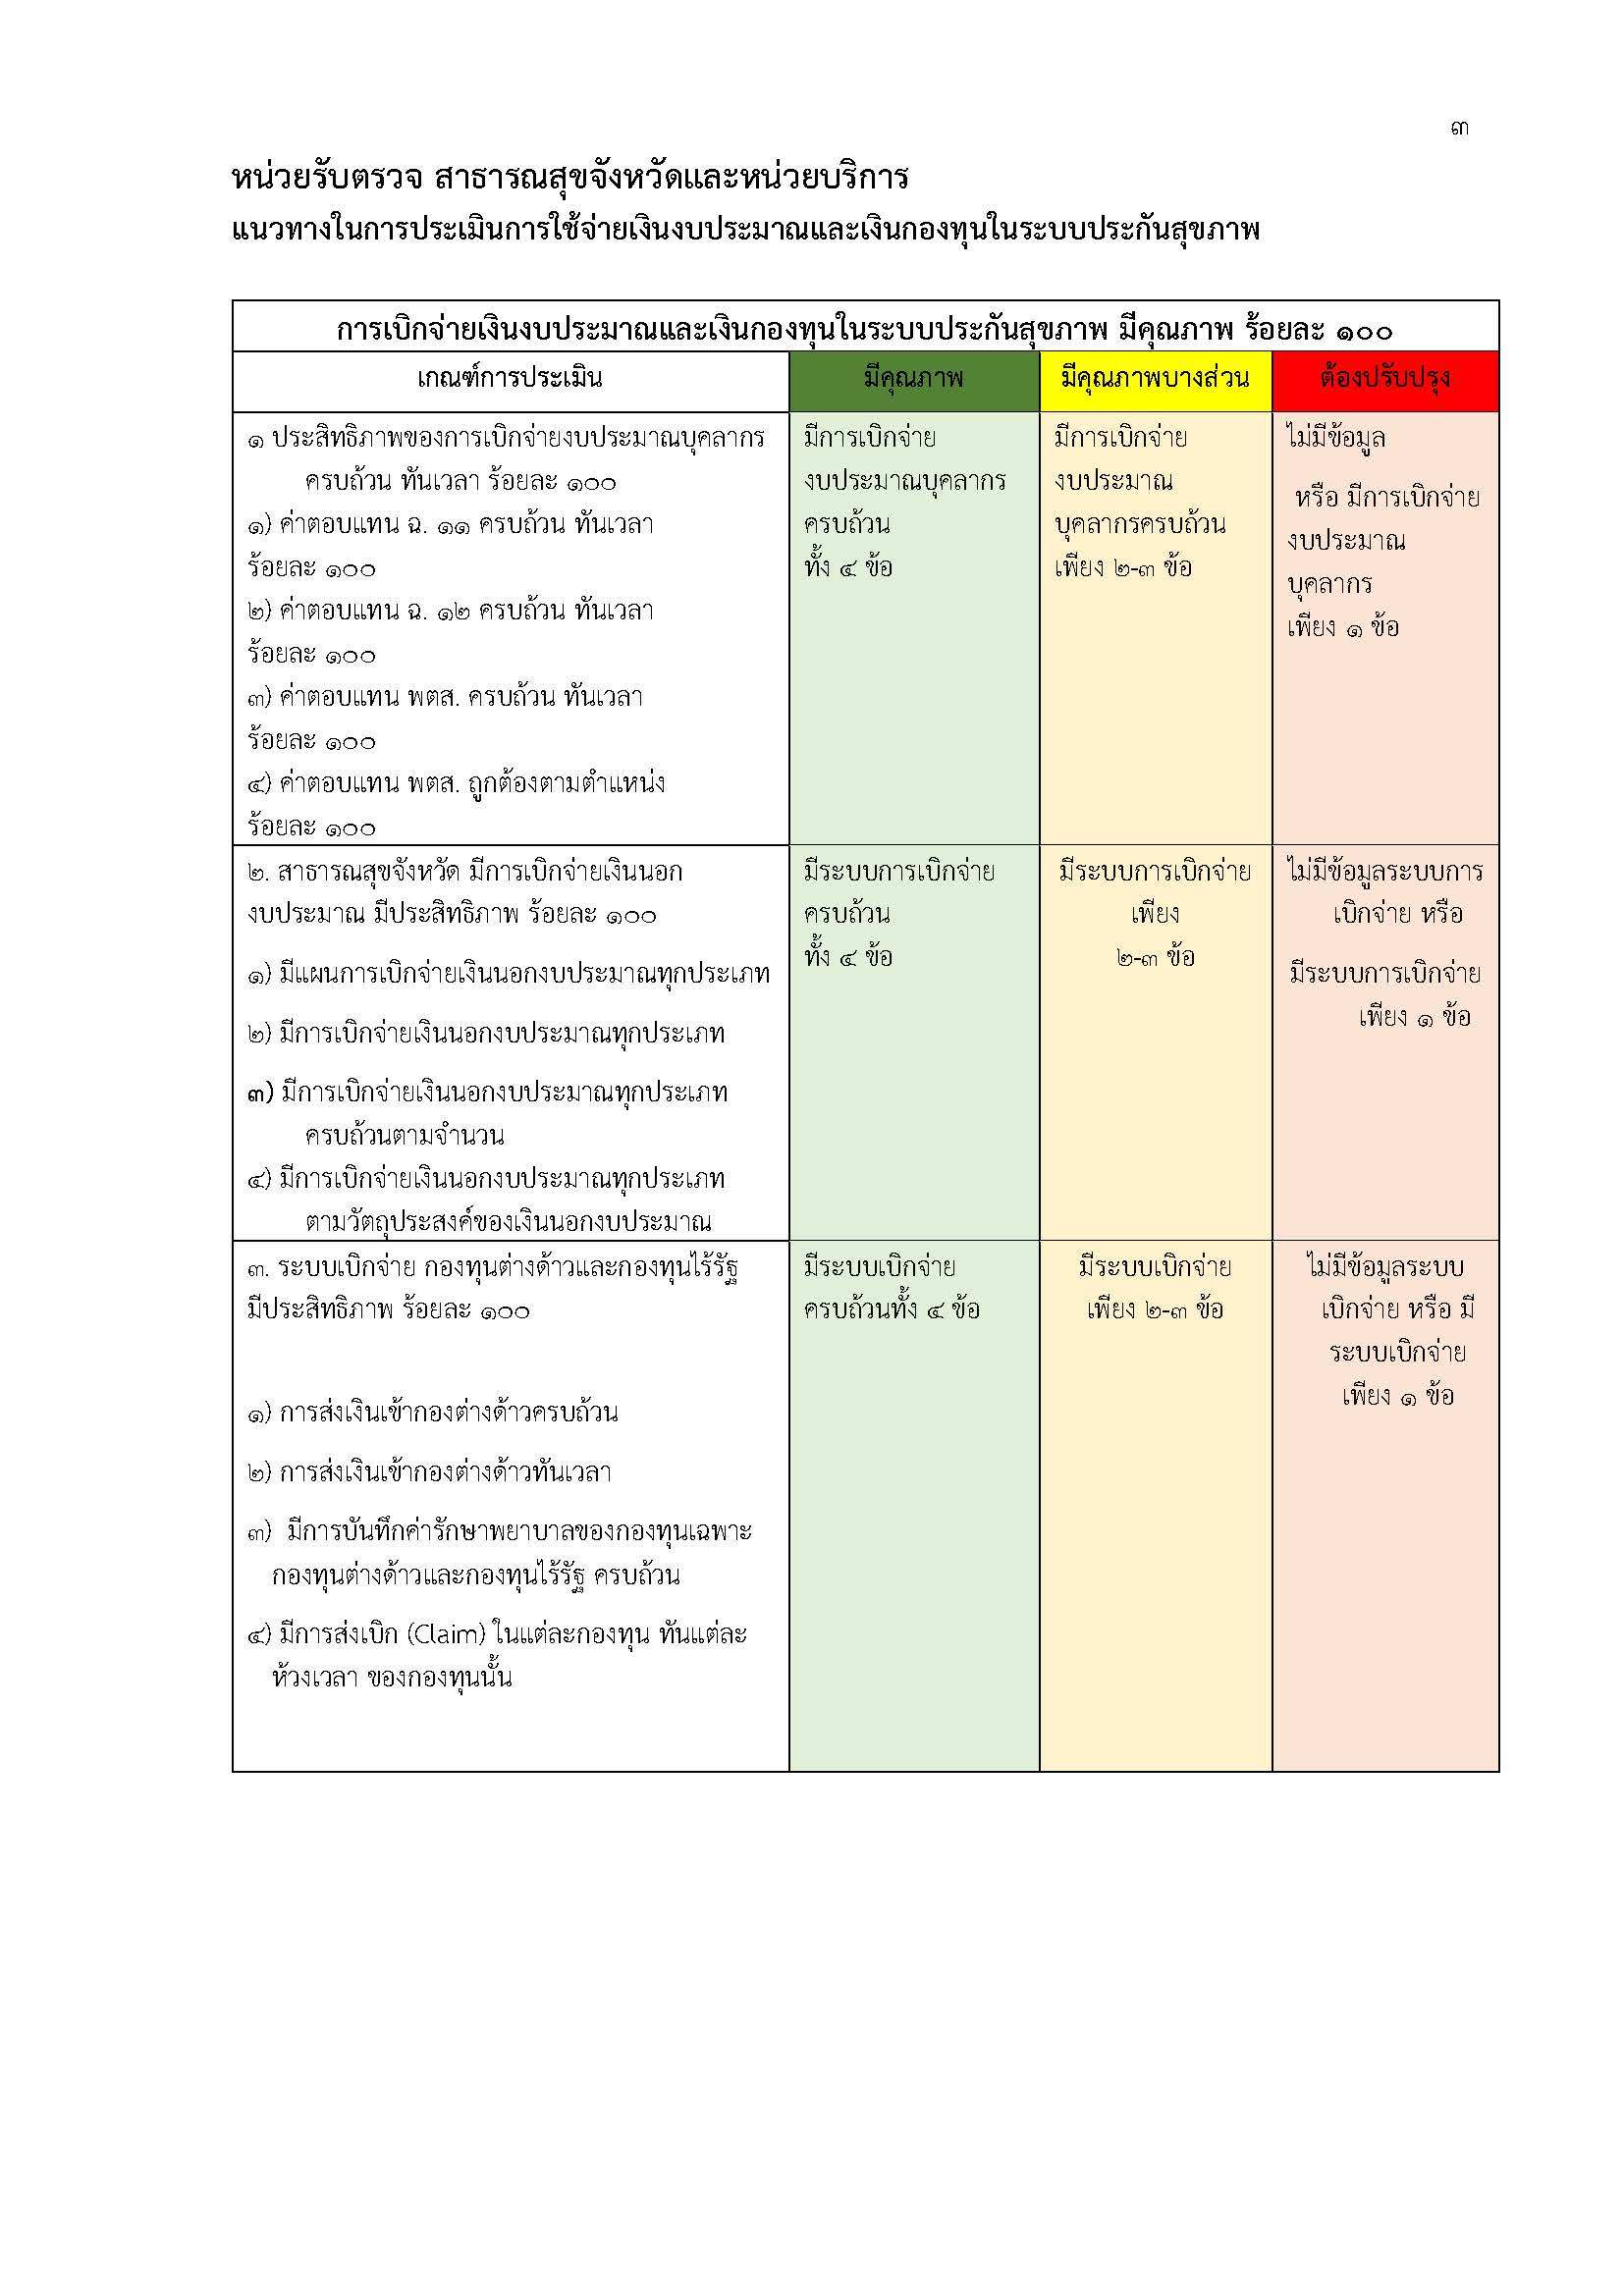 ๓
หน่วยรับตรวจ สาธารณสุขจังหวัดและหน่วยบริการ
แนวทางในการประเมินการใช้จ่ายเงินงบประมาณและเงินกองทุนในระบบประกันสุขภาพ
การเบิกจ่ายเงินงบประมาณและเงินกองทุนในระบบประกันสุขภาพ มีคุณภาพ ร้อยละ ๑๐๐
เกณฑ์การประเมิน
มีคุณภาพ
มีคุณภาพบางส่วน
ต้องปรับปรุง
๑ ประสิทธิภาพของการเบิกจ่ายงบประมาณบุคลากร
ครบถ้วน ทันเวลา ร้อยละ ๑๐๐
๑) ค่าตอบแทน ฉ. ๑๑ ครบถ้วน ทันเวลา
ร้อยละ ๑๐๐
๒) ค่าตอบแทน ฉ. ๑๒ ครบถ้วน ทันเวลา
ร้อยละ ๑๐๐
๓) ค่าตอบแทน พตส. ครบถ้วน ทันเวลา
ร้อยละ ๑๐๐
๔) ค่าตอบแทน พตส. ถูกต้องตามตำแหน่ง
ร้อยละ ๑๐๐
มีการเบิกจ่าย
งบประมาณบุคลากร
ครบถ้วน
ทั้ง ๔ ข้อ
มีการเบิกจ่าย
งบประมาณ
บุคลากรครบถ้วน
เพียง ๒-๓ ข้อ
ไม่มีข้อมูล
หรือ มีการเบิกจ่าย
งบประมาณ
บุคลากร
เพียง ๑ ข้อ
๒. สาธารณสุขจังหวัด มีการเบิกจ่ายเงินนอก
งบประมาณ มีประสิทธิภาพ ร้อยละ ๑๐๐
๑) มีแผนการเบิกจ่ายเงินนอกงบประมาณทุกประเภท
๒) มีการเบิกจ่ายเงินนอกงบประมาณทุกประเภท
๓) มีการเบิกจ่ายเงินนอกงบประมาณทุกประเภท
ครบถ้วนตามจำนวน
๔) มีการเบิกจ่ายเงินนอกงบประมาณทุกประเภท
ตามวัตถุประสงค์ของเงินนอกงบประมาณ
มีระบบการเบิกจ่าย
ครบถ้วน
ทั้ง ๔ ข้อ
มีระบบการเบิกจ่าย
เพียง
๒-๓ ข้อ
ไม่มีข้อมูลระบบการ
เบิกจ่าย หรือ
มีระบบการเบิกจ่าย
เพียง ๑ ข้อ
๓. ระบบเบิกจ่าย กองทุนต่างด้าวและกองทุนไร้รัฐ
มีประสิทธิภาพ ร้อยละ ๑๐๐
๑) การส่งเงินเข้ากองต่างด้าวครบถ้วน
๒) การส่งเงินเข้ากองต่างด้าวทันเวลา
๓) มีการบันทึกค่ารักษาพยาบาลของกองทุนเฉพาะ
กองทุนต่างด้าวและกองทุนไร้รัฐ ครบถ้วน
๔) มีการส่งเบิก (Claim) ในแต่ละกองทุน ทันแต่ละ
ห้วงเวลา ของกองทุนนั้น
มีระบบเบิกจ่าย
ครบถ้วนทั้ง ๔ ข้อ
มีระบบเบิกจ่าย
เพียง ๒-๓ ข้อ
ไม่มีข้อมูลระบบ
เบิกจ่าย หรือ มี
ระบบเบิกจ่าย
เพียง ๑ ข้อ